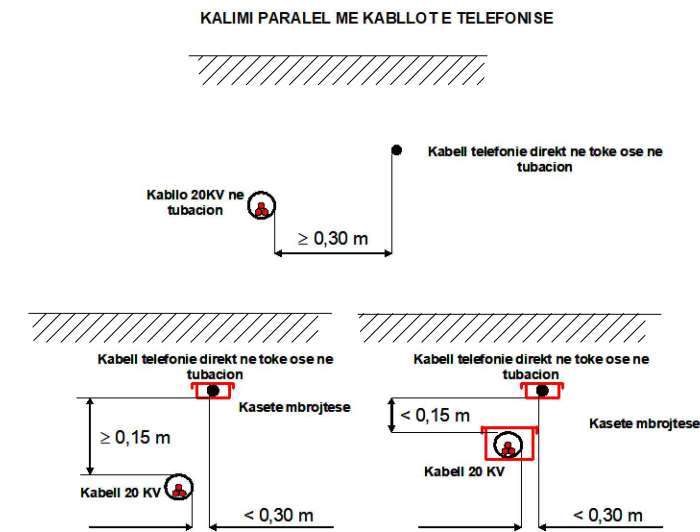 KALIMI PARALEL ME KABLLOT E TELEFONISE
Kabell telefonie direkt ne toke ose ne
tubacion
Kabllo 20KV ne
tubacion
≥ 0,30 m
Kabell telefonie direkt ne toke ose ne
tubacion
Kasete mbrojtese
≥ 0,15 m
Kabell 20 KV
< 0,30 m
Kabell telefonie direkt ne toke ose ne
tubacion
< 0,15 m
Kasete mbrojtese
Kabell 20 KV
< 0,30 m